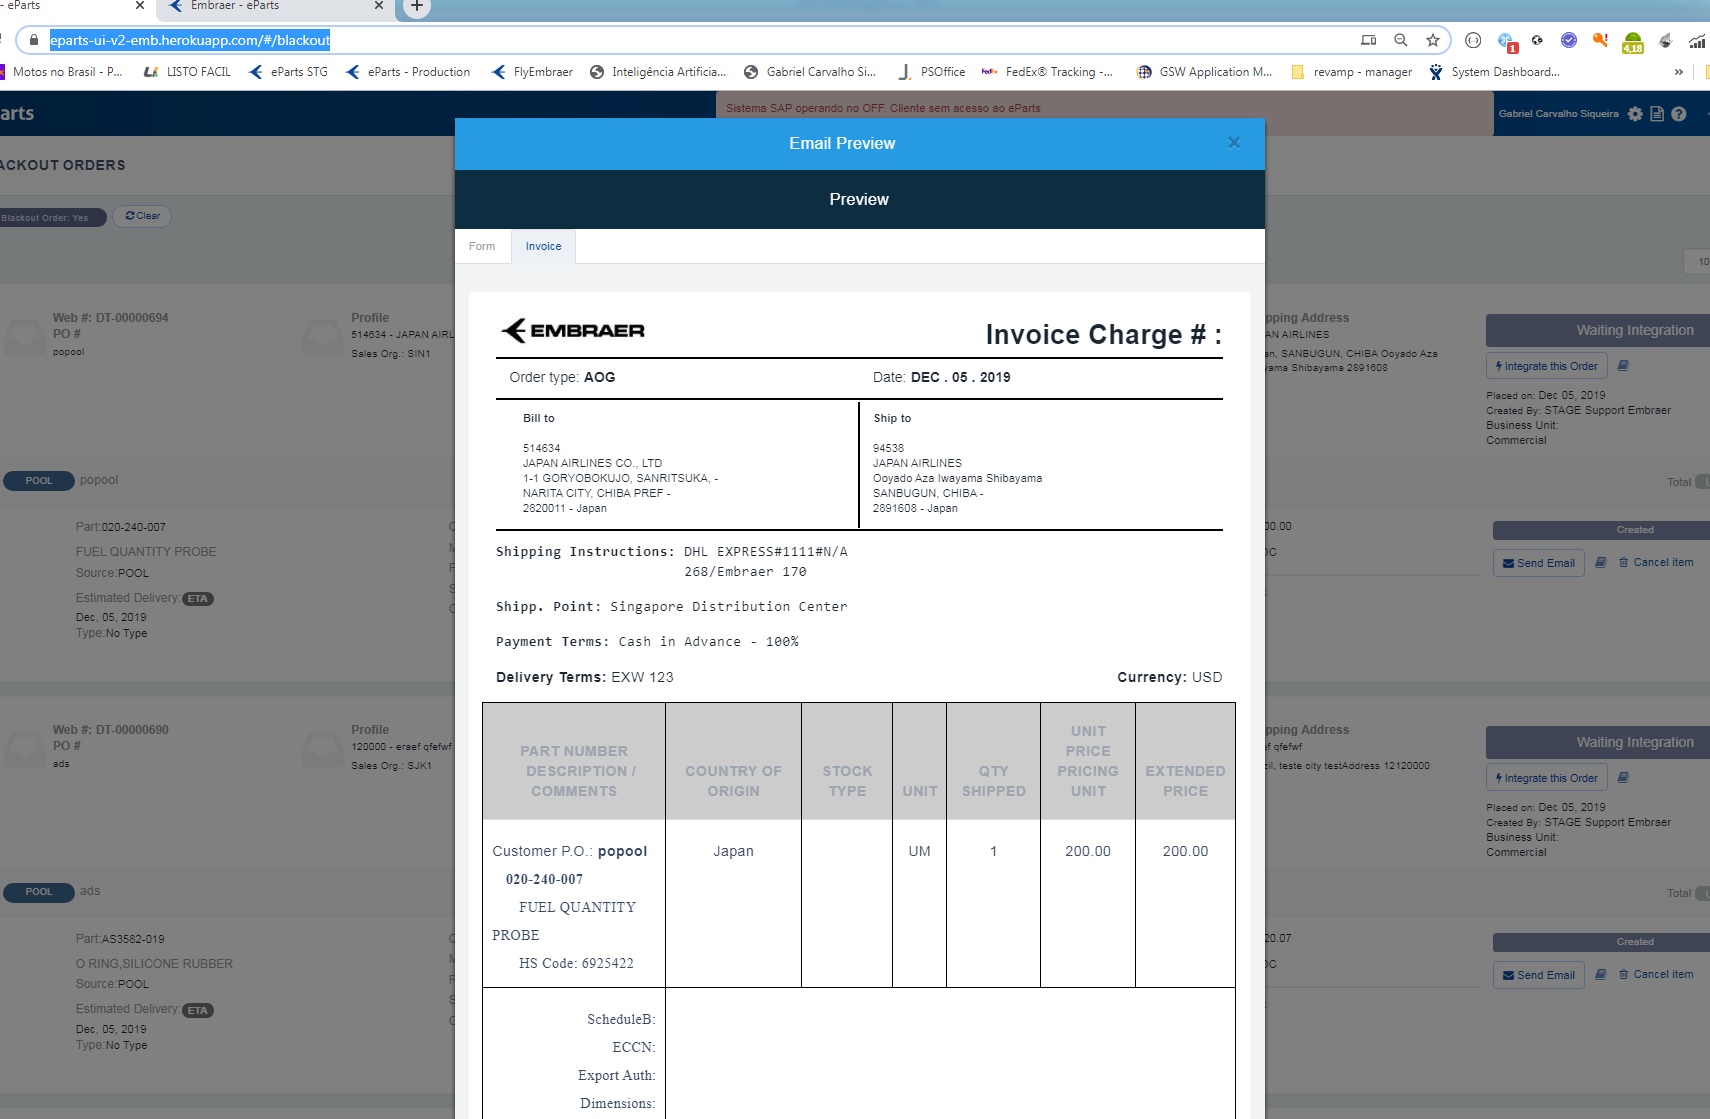 - eParts
Embraer - eParts
eparts-ui-v2-emb.herokuapp.com/#/blackout
1
4,18
Motos no Brasil - P...
LISTO FACIL
eParts STG
eParts - Production
FlyEmbraer
Inteligência Artificia...
Gabriel Carvalho Si...
PSOffice
FedEx
FedEx® Tracking -...
GSW Application M...
revamp - manager
System Dashboard...
»
arts
Sistema SAP operando no OFF. Cliente sem acesso ao eParts
Gabriel Carvalho Siqueira
ACKOUT ORDERS
Blackout Order: Yes
Clear
10
Email Preview
×
Preview
Form
Invoice
EMBRAER
Invoice Charge # :
Order type: AOG
Date: DEC . 05 . 2019
Bill to
514634
JAPAN AIRLINES CO., LTD
1-1 GORYOBOKUJO, SANRITSUKA, -
NARITA CITY, CHIBA PREF -
2820011 - Japan
Ship to
94538
JAPAN AIRLINES
Ooyado Aza Iwayama Shibayama
SANBUGUN, CHIBA -
2891608 - Japan
Shipping Instructions: DHL EXPRESS#1111#N/A
268/Embraer 170
Shipp. Point: Singapore Distribution Center
Payment Terms: Cash in Advance - 100%
Delivery Terms: EXW 123
Currency: USD
PART NUMBER
DESCRIPTION /
COMMENTS
COUNTRY OF
ORIGIN
STOCK
TYPE
UNIT
QTY
SHIPPED
UNIT
PRICE
PRICING
UNIT
EXTENDED
PRICE
Customer P.O.: popool
020-240-007
FUEL QUANTITY
PROBE
HS Code: 6925422
Japan
UM
1
200.00
200.00
ScheduleB:
ECCN:
Export Auth:
Dimensions:
Web #: DT-00000694
PO #
popool
Profile
514634 - JAPAN AIRL
Sales Org.: SIN1
pping Address
AN AIRLINES
an, SANBUGUN, CHIBA Ooyado Aza
yama Shibayama 2891608
Waiting Integration
Integrate this Order
Placed on: Dec 05, 2019
Created By: STAGE Support Embraer
Business Unit:
Commercial
POOL
popool
Total
Part:020-240-007
FUEL QUANTITY PROBE
Source:POOL
Estimated Delivery: ETA
Dec, 05, 2019
Type:No Type
00.00
OC
Created
Send Email
Cancel item
Web #: DT-00000690
PO #
ads
Profile
120000 - eraef qfefwf
Sales Org.: SJK1
pping Address
ef qfefwf
zil, teste city testAddress 12120000
Waiting Integration
Integrate this Order
Placed on: Dec 05, 2019
Created By: STAGE Support Embraer
Business Unit:
Commercial
POOL
ads
Total
Part:AS3582-019
O RING,SILICONE RUBBER
Source:POOL
Estimated Delivery: ETA
Dec, 05, 2019
Type:No Type
20.07
OC
Created
Send Email
Cancel item